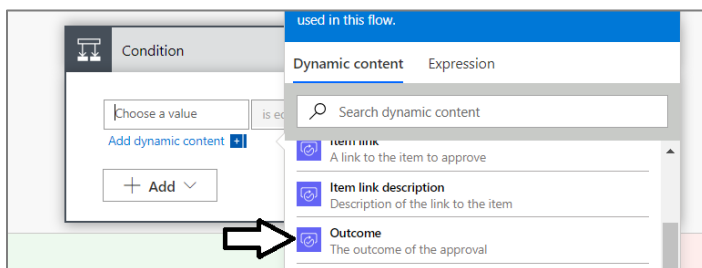 used in this flow.
Condition
Dynamic content Expression
Choose a value
is eq
Search dynamic content
Add dynamic content
Item link
A link to the item to approve
Add
Item link description
Description of the link to the item
Outcome
The outcome of the approval